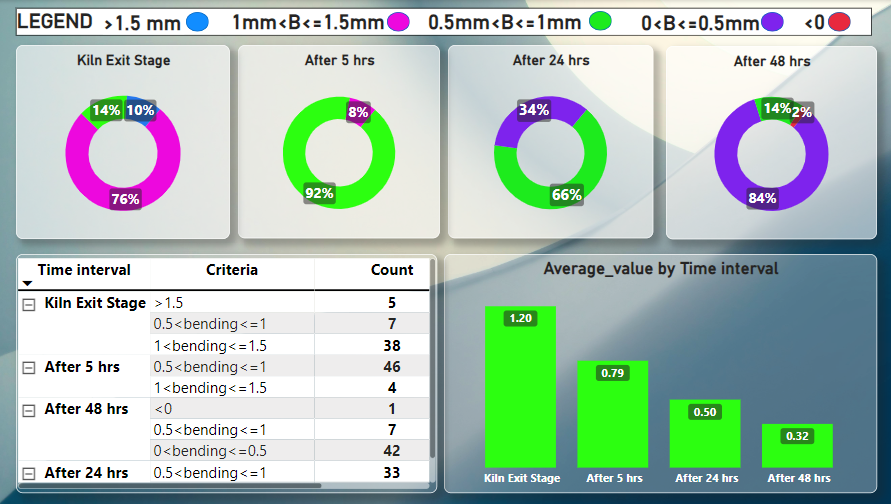 LEGEND >1.5 mm 1mm<B<=1.5mm 0.5mm<B<=1mm 0<B<=0.5mm <0
Kiln Exit Stage
14% 10%
76%
After 5 hrs
8%
92%
After 24 hrs
34%
66%
After 48 hrs
14% 2%
84%
Time interval Criteria Count
Kiln Exit Stage >1.5 5
0.5<bending<=1 7
1<bending<=1.5 38
After 5 hrs 0.5<bending<=1 46
1<bending<=1.5 4
After 48 hrs <0 1
0.5<bending<=1 7
0<bending<=0.5 42
After 24 hrs 0.5<bending<=1 33
Average_value by Time interval
1.20
0.79
0.50
0.32
Kiln Exit Stage After 5 hrs After 24 hrs After 48 hrs